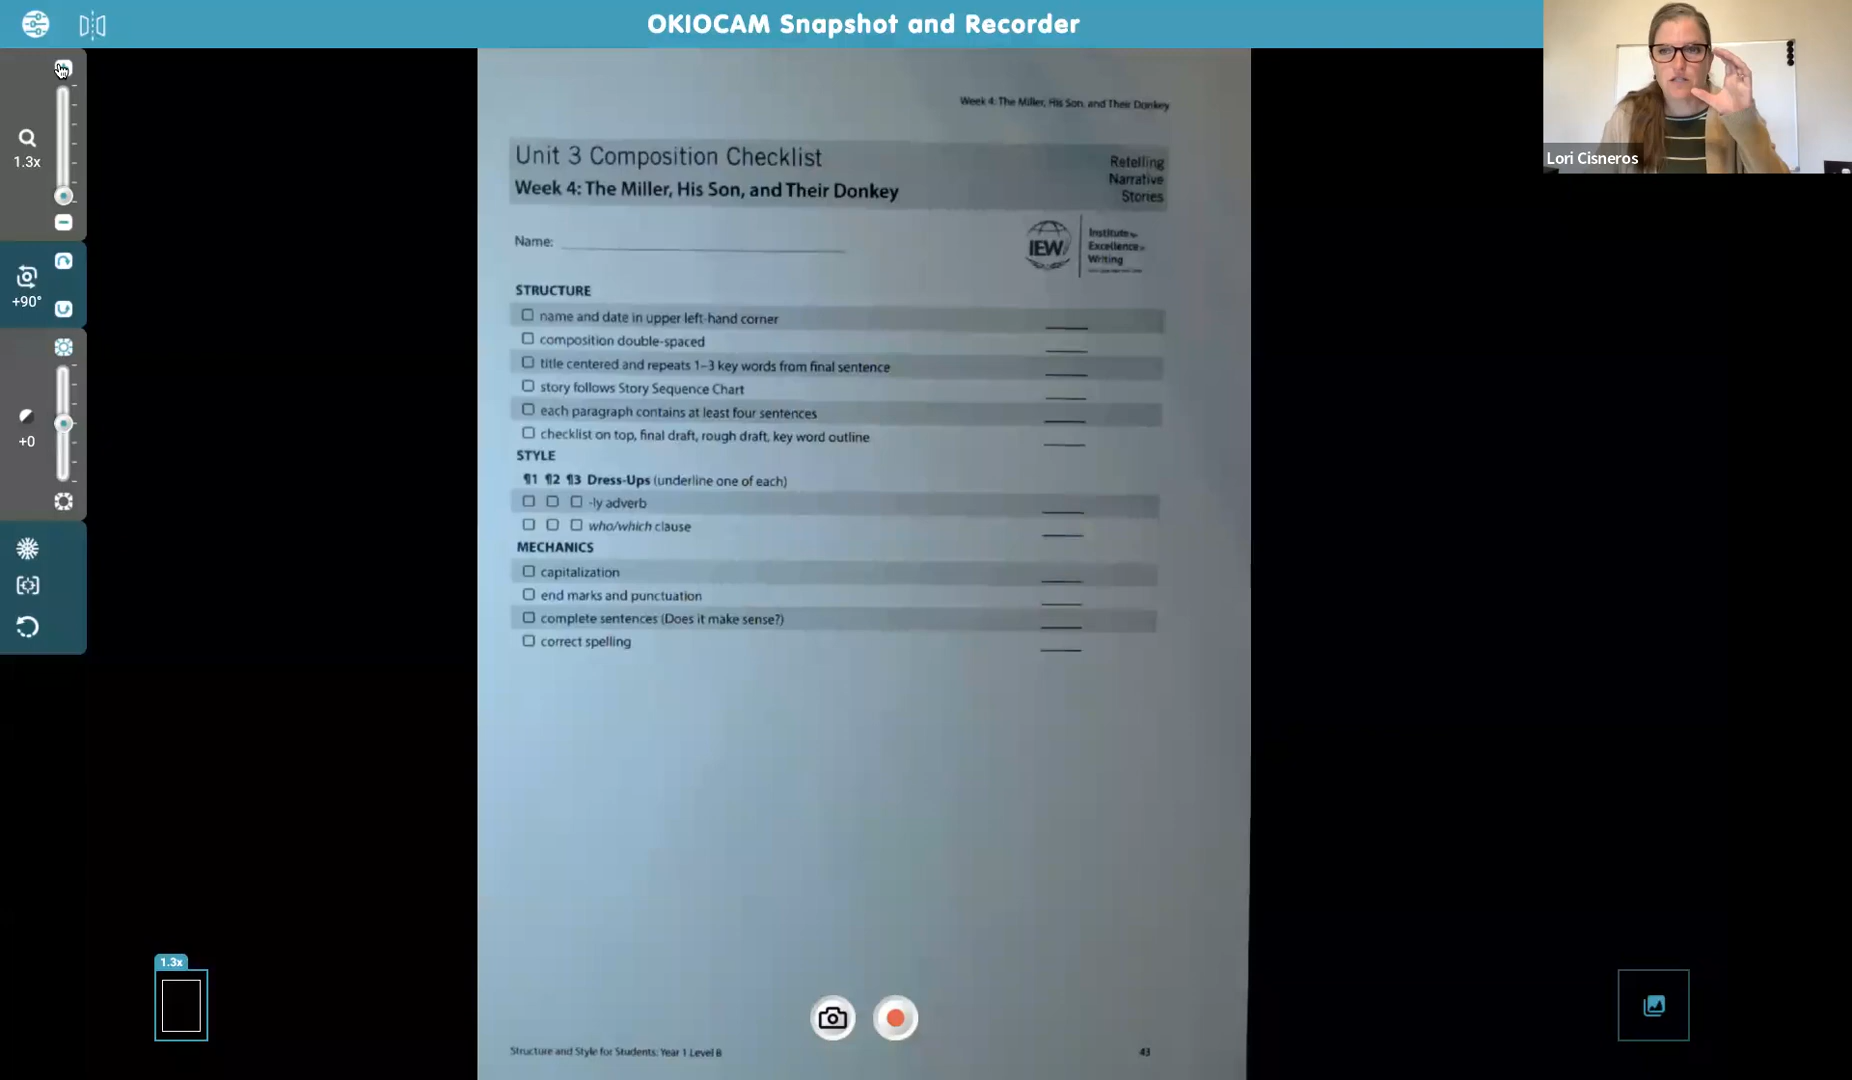 OKIOCAM Snapshot and Recorder
Lori Cisneros
1.3x
+90°
+0
Week 4: The Miller, His Son, and Their Donkey
Unit 3 Composition Checklist
Week 4: The Miller, His Son, and Their Donkey
Retelling
Narrative
Stories
Name:
IEW
Institute for
Excellence in
Writing
STRUCTURE
name and date in upper left-hand corner
composition double-spaced
title centered and repeats 1–3 key words from final sentence
story follows Story Sequence Chart
each paragraph contains at least four sentences
checklist on top, final draft, rough draft, key word outline
STYLE
¶1 ¶2 ¶3 Dress-Ups (underline one of each)
-ly adverb
who/which clause
MECHANICS
capitalization
end marks and punctuation
complete sentences (Does it make sense?)
correct spelling
1.3x
Structure and Style for Students: Year 1 Level B
43